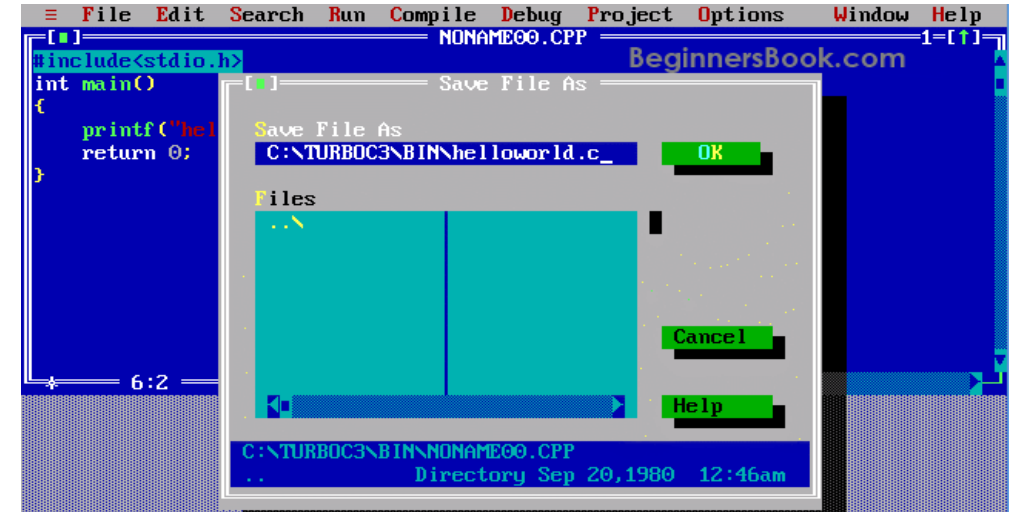 ≡ File Edit Search Run Compile Debug Project Options Window Help
[■] NONAME00.CPP 1=[↑]
BeginnersBook.com
#include<stdio.h>
int main()
{
printf("hel
return 0;
}
6:2
[■] Save File As
Save File As
C:\TURBOC3\BIN\helloworld.c_
OK
Files
..\
Cancel
Help
C:\TURBOC3\BIN\NONAME00.CPP
.. Directory Sep 20,1980 12:46am